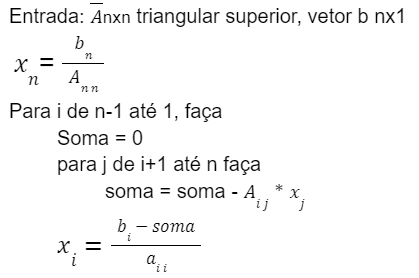 Entrada: A̅nxn triangular superior, vetor b nx1
x_n = b_n / A_nn
Para i de n-1 até 1, faça
Soma = 0
para j de i+1 até n faça
soma = soma - A_ij * x_j
x_i = (b_i − soma) / a_ii